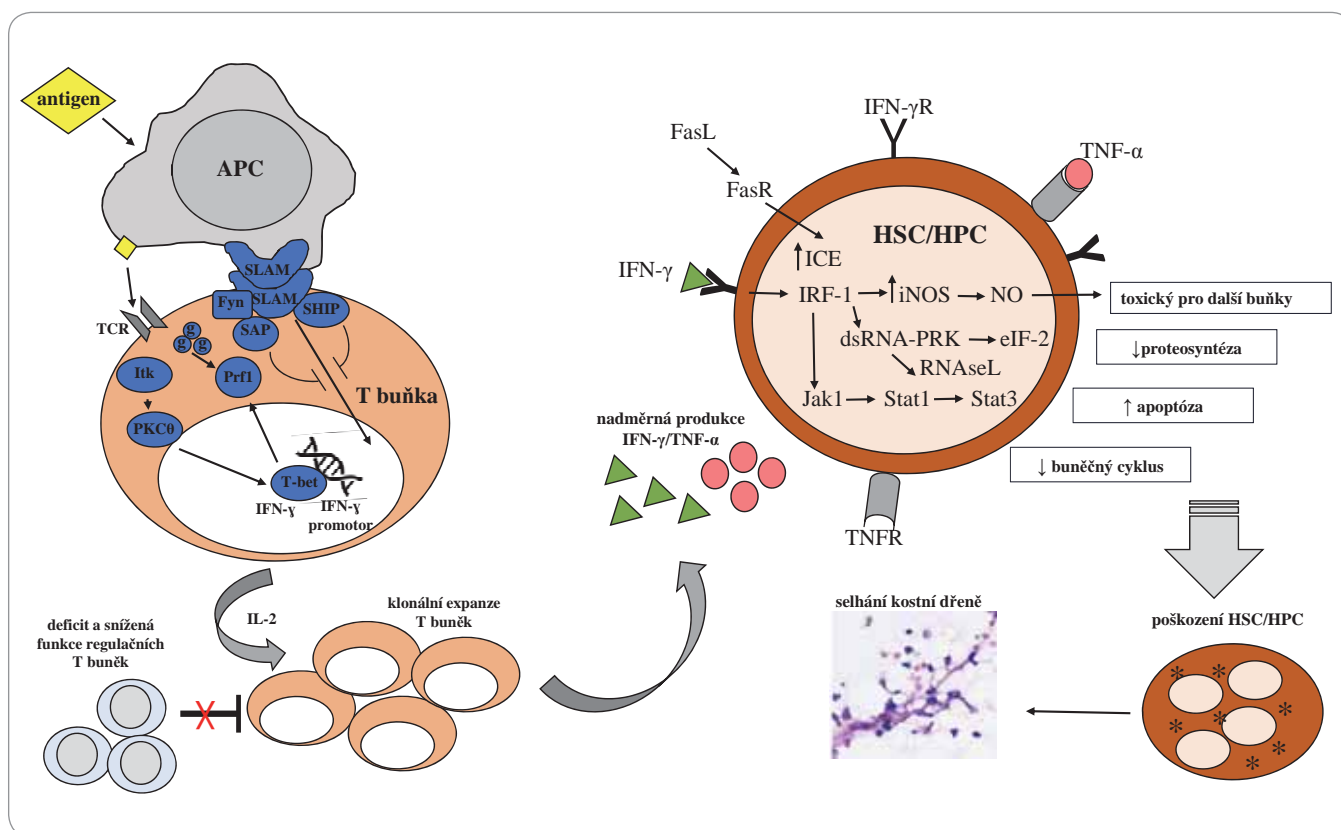 antigen
APC
SLAM
Fyn
SLAM
SHIP
SAP
TCR
g
g
g
Itk
Prf1
T buňka
PKCθ
T-bet
IFN-γ
IFN-γ
promotor
IL-2
deficit a snížená
funkce regulačních
T buněk
klonální expanze
T buněk
nadměrná produkce
IFN-γ/TNF-α
FasL
FasR
IFN-γR
TNF-α
HSC/HPC
ICE
IFN-γ
IRF-1
iNOS
NO
dsRNA-PRK
eIF-2
RNAseL
Jak1
Stat1
Stat3
TNFR
toxický pro další buňky
↓proteosyntéza
↑ apoptóza
↓ buněčný cyklus
poškození HSC/HPC
selhání kostní dřeně